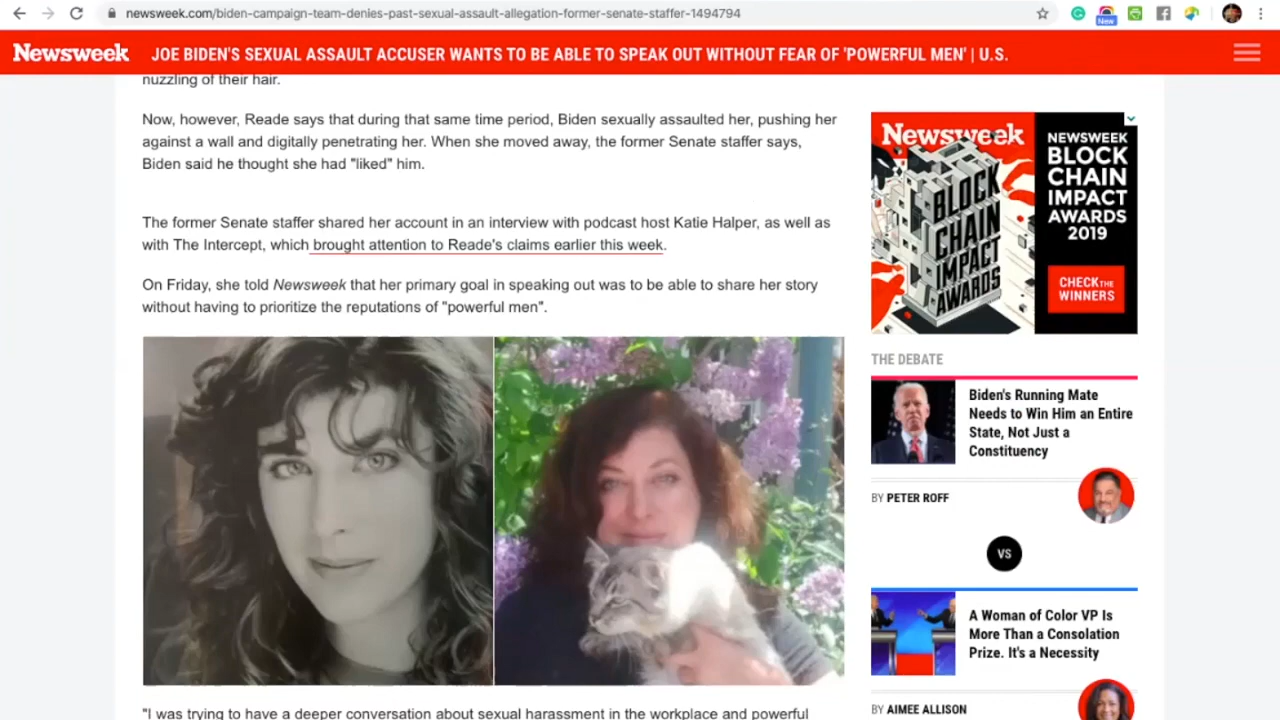 newsweek.com/biden-campaign-team-denies-past-sexual-assault-allegation-former-senate-staffer-1494794
New
Newsweek
JOE BIDEN'S SEXUAL ASSAULT ACCUSER WANTS TO BE ABLE TO SPEAK OUT WITHOUT FEAR OF 'POWERFUL MEN' | U.S.
nuzzling of their hair.
Now, however, Reade says that during that same time period, Biden sexually assaulted her, pushing her
against a wall and digitally penetrating her. When she moved away, the former Senate staffer says,
Biden said he thought she had "liked" him.
The former Senate staffer shared her account in an interview with podcast host Katie Halper, as well as
with The Intercept, which brought attention to Reade's claims earlier this week.
On Friday, she told Newsweek that her primary goal in speaking out was to be able to share her story
without having to prioritize the reputations of "powerful men".
"I was trying to have a deeper conversation about sexual harassment in the workplace and powerful
Newsweek
BLOCK
CHAIN
IMPACT
AWARDS
NEWSWEEK
BLOCK
CHAIN
IMPACT
AWARDS
2019
CHECK THE
WINNERS
THE DEBATE
Biden's Running Mate
Needs to Win Him an Entire
State, Not Just a
Constituency
BY PETER ROFF
VS
A Woman of Color VP Is
More Than a Consolation
Prize. It's a Necessity
BY AIMEE ALLISON